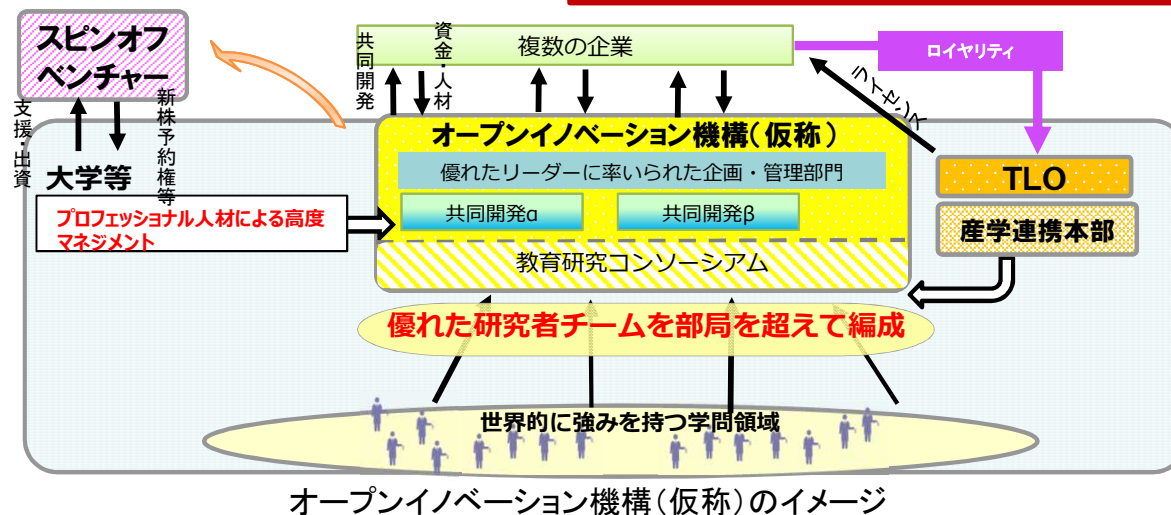 スピンオフ
ベンチャー
共同開発
資金・人材
複数の企業
ロイヤリティ
ライセンス
支援・出資
新株予約権等
大学等
オープンイノベーション機構(仮称)
優れたリーダーに率いられた企画・管理部門
共同開発α
共同開発β
TLO
プロフェッショナル人材による高度
マネジメント
産学連携本部
教育研究コンソーシアム
優れた研究者チームを部局を超えて編成
世界的に強みを持つ学問領域
オープンイノベーション機構(仮称)のイメージ